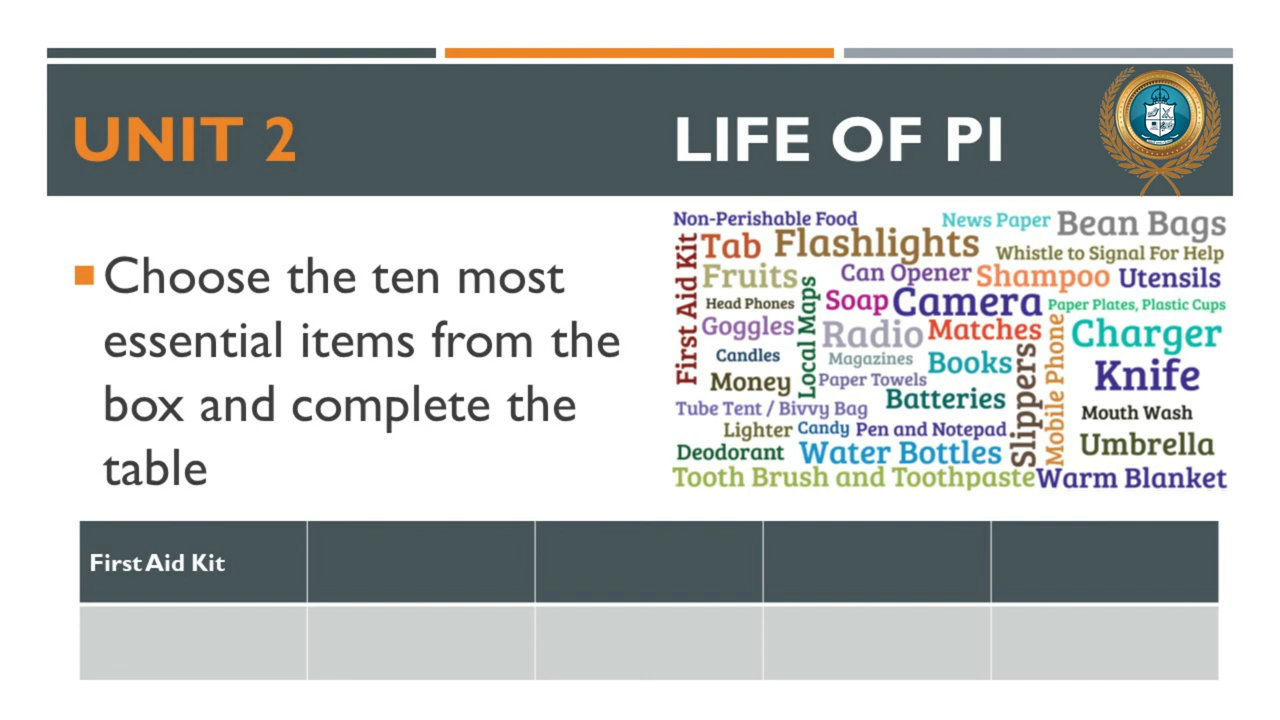 UNIT 2 LIFE OF PI
Choose the ten most
essential items from the
box and complete the
table
Non-Perishable Food News Paper Bean Bags
First Aid Kit
Tab Flashlights Whistle to Signal For Help
Fruits Can Opener Shampoo Utensils
Head Phones Local Maps Soap Camera Paper Plates, Plastic Cups
Goggles Radio Matches Mobile Phone Charger
Candles Magazines Books Slippers Knife
Money Paper Towels Batteries Mouth Wash
Tube Tent / Bivvy Bag
Lighter Candy Pen and Notepad Umbrella
Deodorant Water Bottles
Tooth Brush and Toothpaste Warm Blanket
First Aid Kit